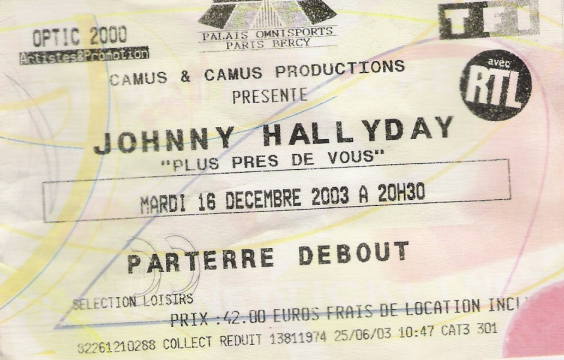 OPTIC 2000
Artistes&Promotion
PALAIS OMNISPORTS
PARIS BERCY
TF1
CAMUS & CAMUS PRODUCTIONS
PRESENTE
avec
RTL
JOHNNY HALLYDAY
"PLUS PRES DE VOUS"
MARDI 16 DECEMBRE 2003 A 20H30
PARTERRE DEBOUT
SELECTION LOISIRS
PRIX :42.00 EUROS FRAIS DE LOCATION INCL
82261210288 COLLECT REDUIT 13811974 25/06/03 10:47 CAT3 301